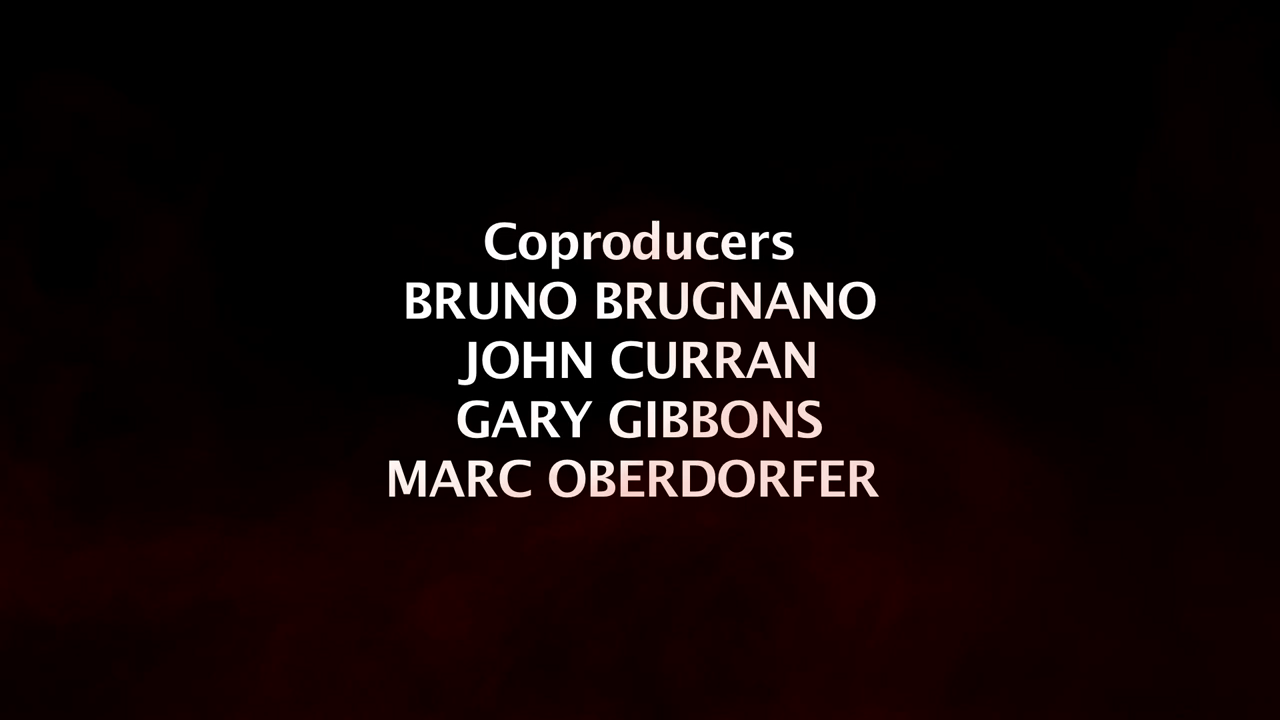 Coproducers
BRUNO BRUGNANO
JOHN CURRAN
GARY GIBBONS
MARC OBERDORFER